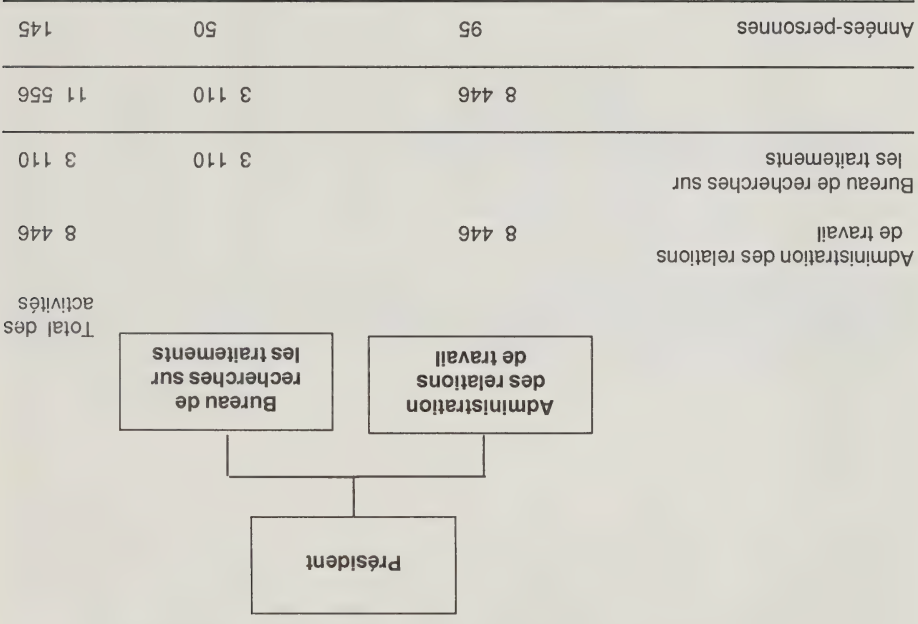 Président
Administration
des relations
de travail
Bureau de
recherches sur
les traitements
Total des
activités
Administration des relations
de travail 8 446 8 446
Bureau de recherches sur
les traitements 3 110 3 110
8 446 3 110 11 556
Années-personnes 95 50 145